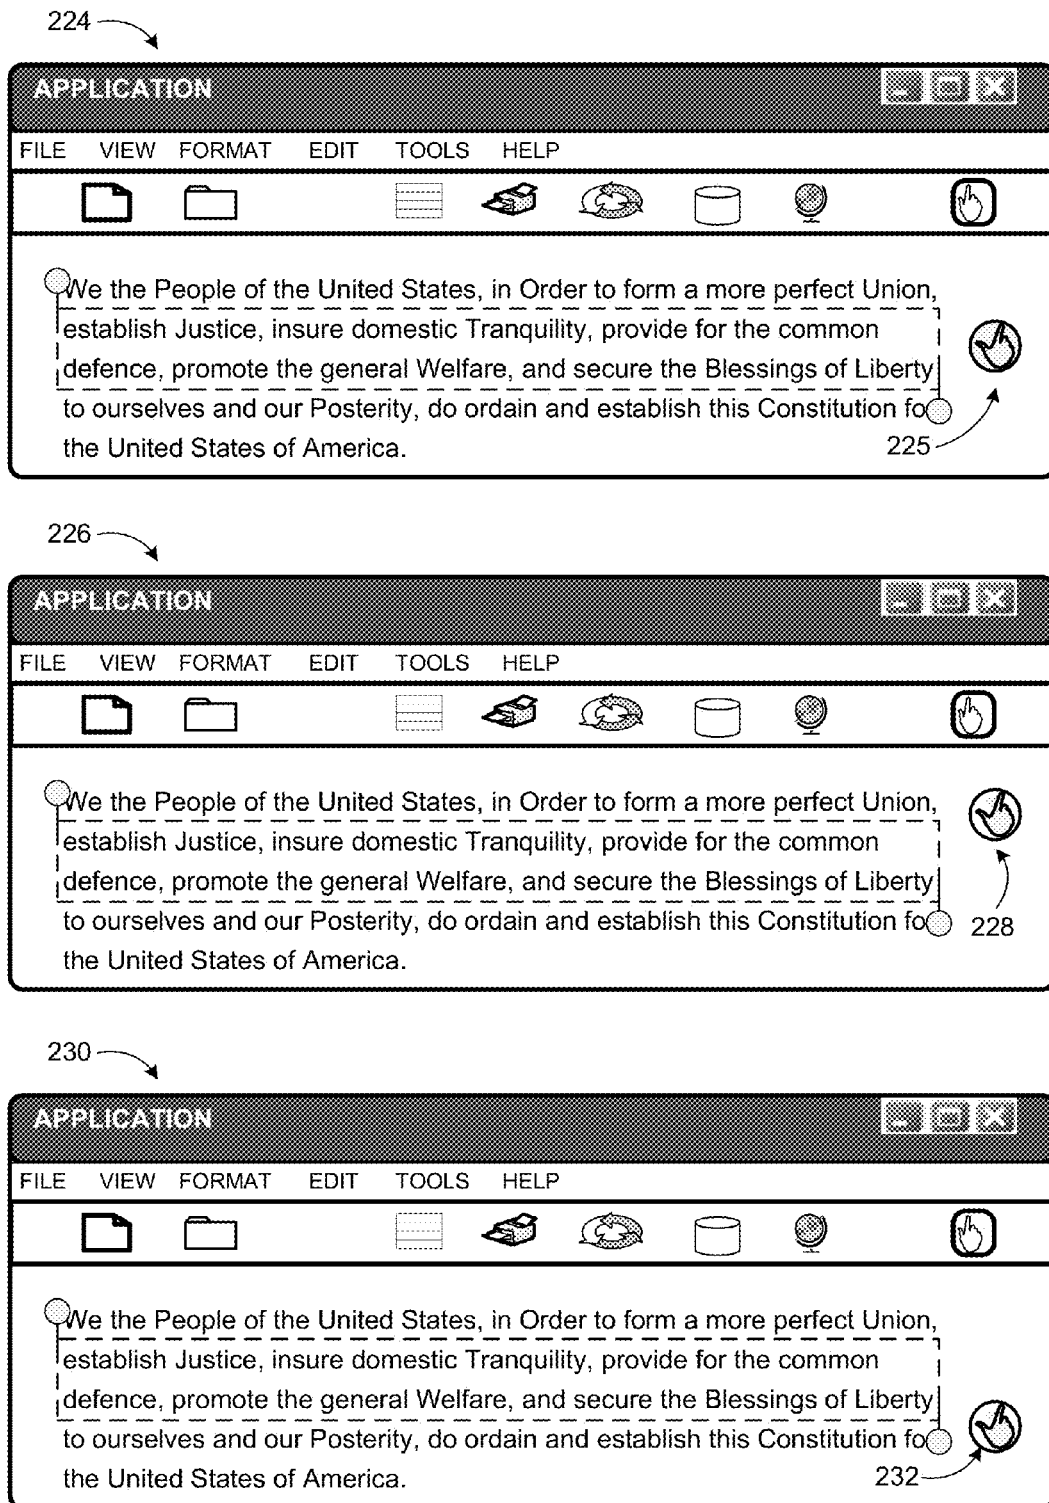 224
APPLICATION
FILE VIEW FORMAT EDIT TOOLS HELP
We the People of the United States, in Order to form a more perfect Union,
establish Justice, insure domestic Tranquility, provide for the common
defence, promote the general Welfare, and secure the Blessings of Liberty
to ourselves and our Posterity, do ordain and establish this Constitution fo
the United States of America.
225
226
APPLICATION
FILE VIEW FORMAT EDIT TOOLS HELP
We the People of the United States, in Order to form a more perfect Union,
establish Justice, insure domestic Tranquility, provide for the common
defence, promote the general Welfare, and secure the Blessings of Liberty
to ourselves and our Posterity, do ordain and establish this Constitution fo
228
the United States of America.
230
APPLICATION
FILE VIEW FORMAT EDIT TOOLS HELP
We the People of the United States, in Order to form a more perfect Union,
establish Justice, insure domestic Tranquility, provide for the common
defence, promote the general Welfare, and secure the Blessings of Liberty
to ourselves and our Posterity, do ordain and establish this Constitution fo
the United States of America.
232